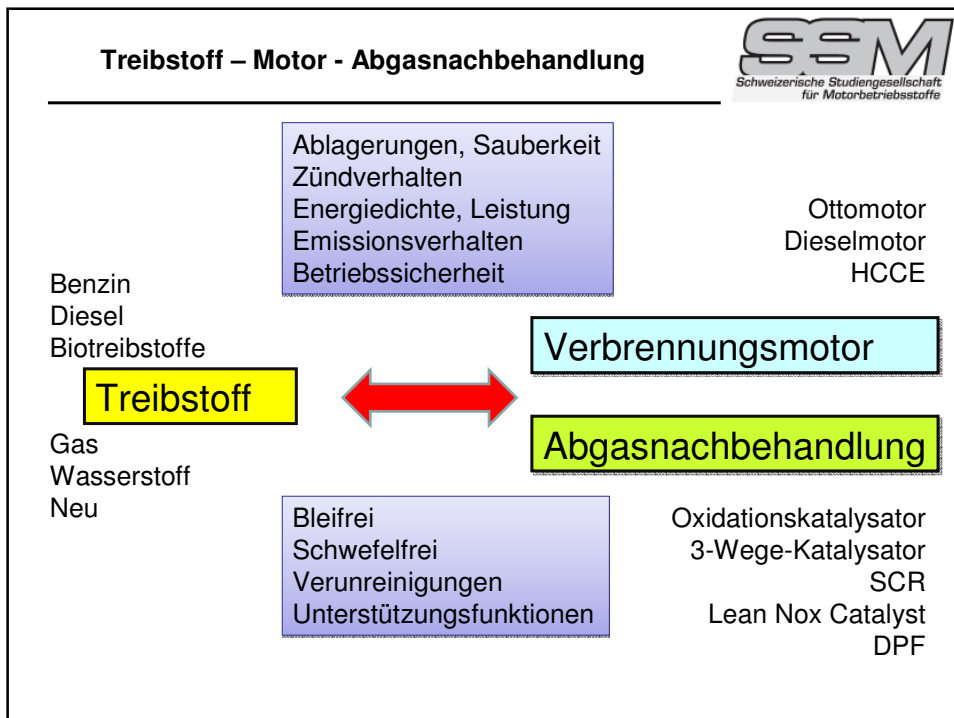 Treibstoff – Motor - Abgasnachbehandlung
SSM
Schweizerische Studiengesellschaft
für Motorbetriebsstoffe
Ablagerungen, Sauberkeit
Zündverhalten
Energiedichte, Leistung
Emissionsverhalten
Betriebssicherheit
Ottomotor
Dieselmotor
HCCE
Benzin
Diesel
Biotreibstoffe
Treibstoff
Verbrennungsmotor
Abgasnachbehandlung
Gas
Wasserstoff
Neu
Bleifrei
Schwefelfrei
Verunreinigungen
Unterstützungsfunktionen
Oxidationskatalysator
3-Wege-Katalysator
SCR
Lean Nox Catalyst
DPF